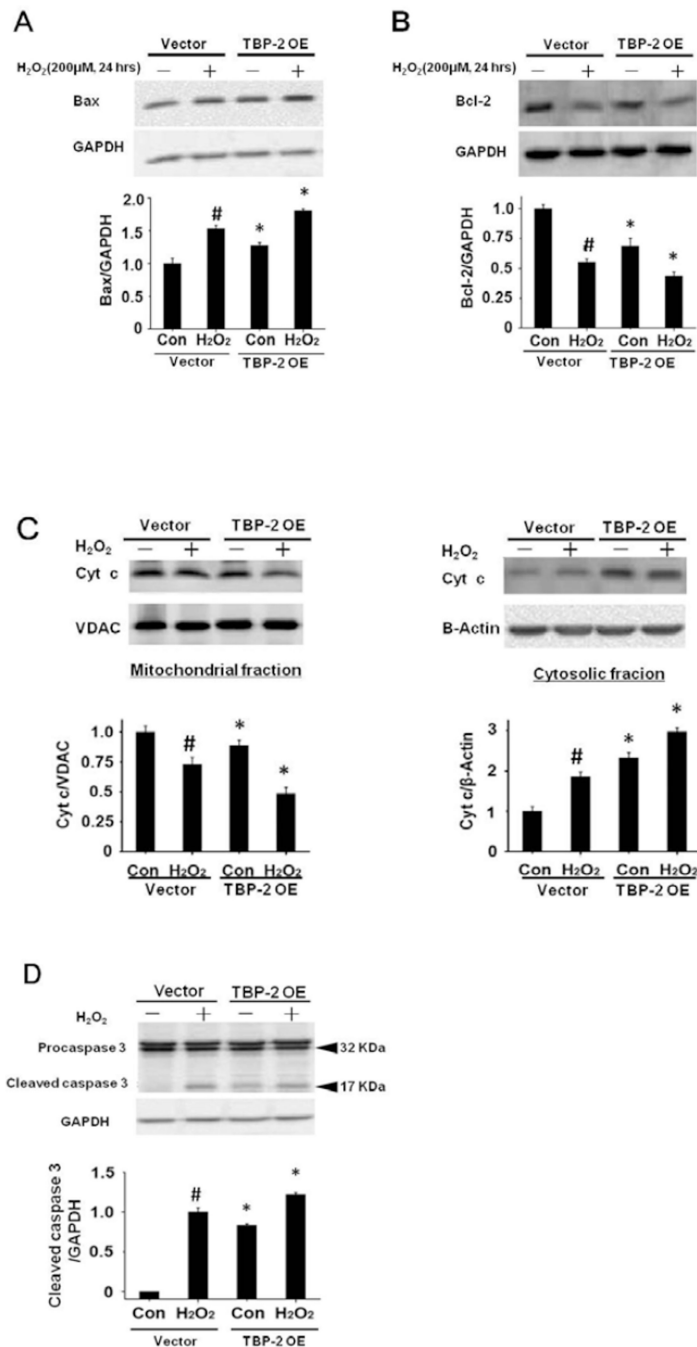 A
Vector TBP-2 OE
H₂O₂(200μM, 24 hrs) — + — +
Bax
GAPDH
Bax/GAPDH
2.0
1.5
1.0
0
# * *
Con H₂O₂ Con H₂O₂
Vector TBP-2 OE
B
Vector TBP-2 OE
H₂O₂(200μM, 24 hrs) — + — +
Bcl-2
GAPDH
Bcl-2/GAPDH
1.0
0.75
0.5
0
# * *
Con H₂O₂ Con H₂O₂
Vector TBP-2 OE
C
Vector TBP-2 OE
H₂O₂ — + — +
Cyt c
VDAC
Mitochondrial fraction
Cyt c/VDAC
1.0
0.75
0.5
0
# * *
Con H₂O₂ Con H₂O₂
Vector TBP-2 OE
Vector TBP-2 OE
H₂O₂ — + — +
Cyt c
B-Actin
Cytosolic fracion
Cyt c/β-Actin
3
2
1
0
# * *
Con H₂O₂ Con H₂O₂
Vector TBP-2 OE
D
Vector TBP-2 OE
H₂O₂ — + — +
Procaspase 3 32 KDa
Cleaved caspase 3 17 KDa
GAPDH
Cleaved caspase 3
/GAPDH
1.5
1.0
0.5
0
# * *
Con H₂O₂ Con H₂O₂
Vector TBP-2 OE